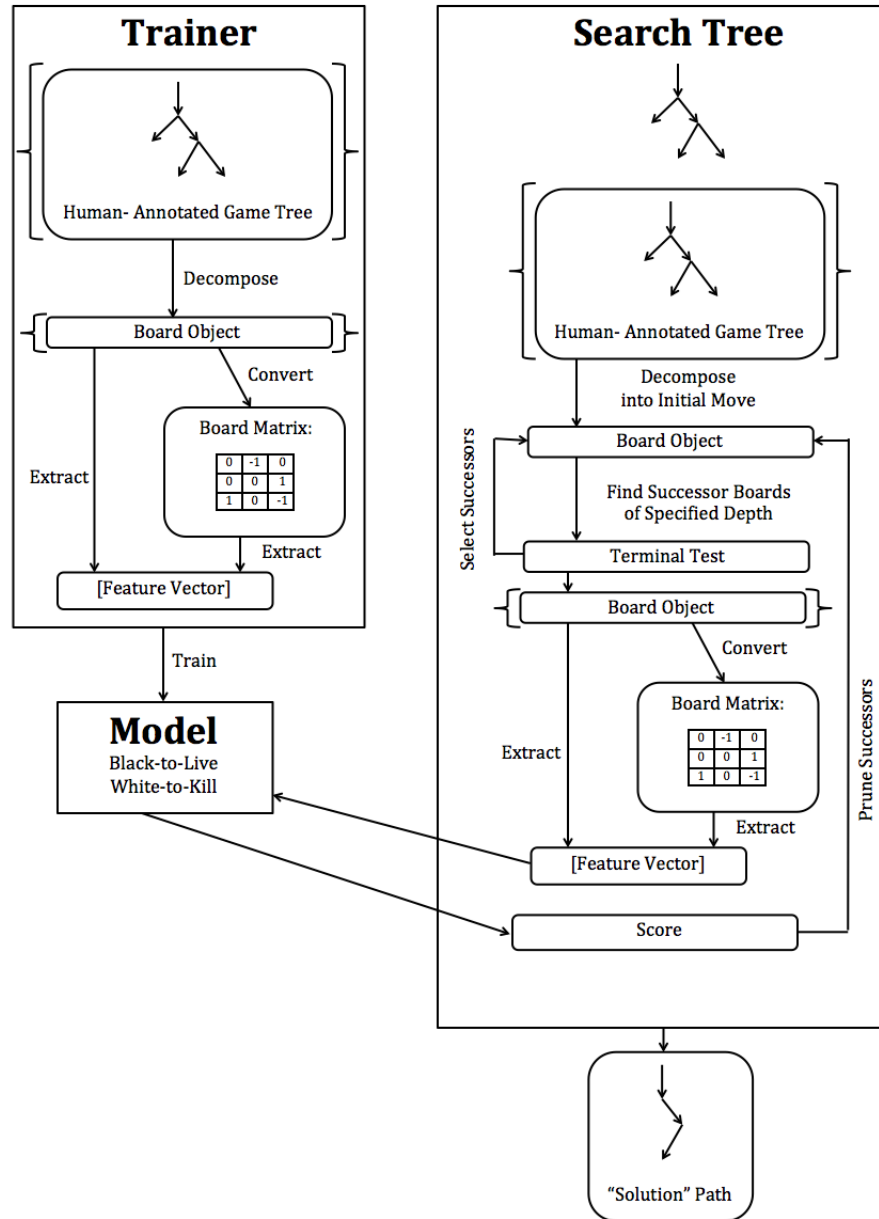 Trainer
Human- Annotated Game Tree
Decompose
Board Object
Convert
Board Matrix:
0 -1 0
0 0 1
1 0 -1
Extract
Extract
[Feature Vector]
Train
Model
Black-to-Live
White-to-Kill
Search Tree
Human- Annotated Game Tree
Decompose
into Initial Move
Board Object
Select Successors
Find Successor Boards
of Specified Depth
Terminal Test
Board Object
Convert
Board Matrix:
0 -1 0
0 0 1
1 0 -1
Extract
Extract
[Feature Vector]
Prune Successors
Score
“Solution” Path